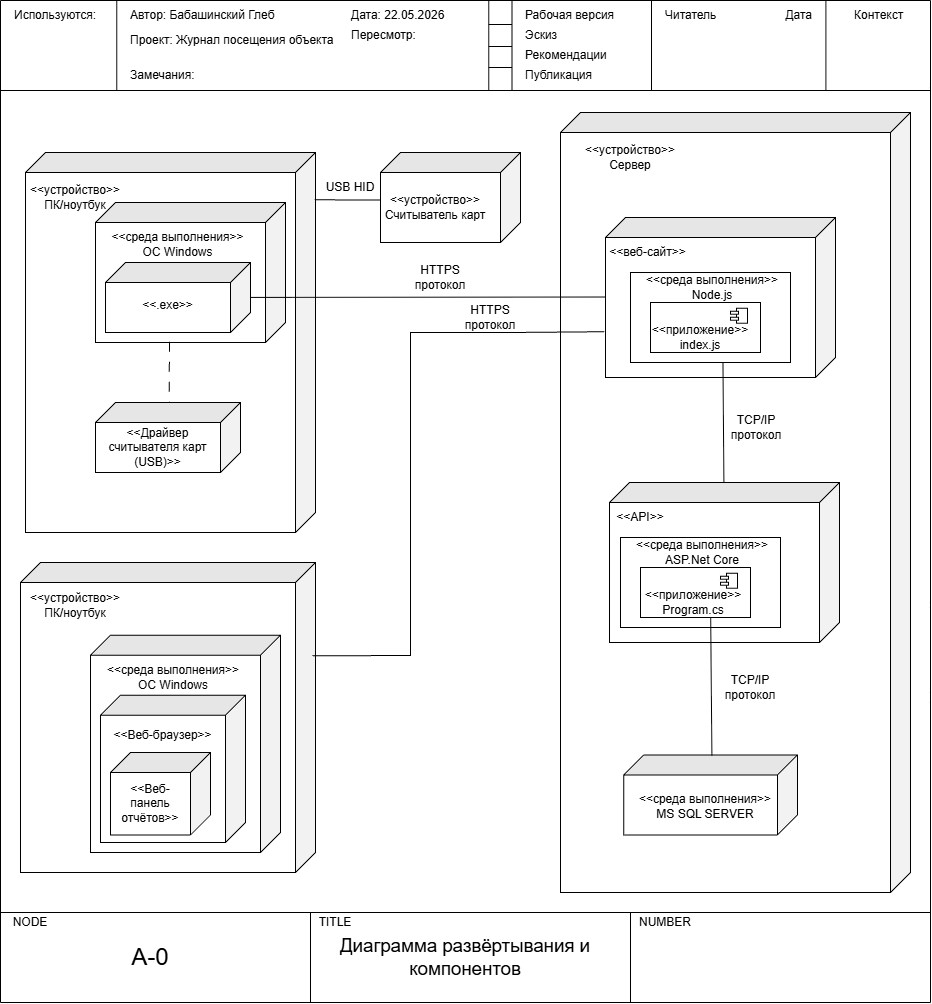 Используются:
Автор: Бабашинский Глеб
Дата: 22.05.2026
Проект: Журнал посещения объекта
Пересмотр:
Замечания:
Рабочая версия
Эскиз
Рекомендации
Публикация
Читатель
Дата
Контекст
<<устройство>>
ПК/ноутбук
<<среда выполнения>>
ОС Windows
<<.exe>>
<<Драйвер
считывателя карт
(USB)>>
USB HID
<<устройство>>
Считыватель карт
HTTPS
протокол
HTTPS
протокол
<<устройство>>
Сервер
<<веб-сайт>>
<<среда выполнения>>
Node.js
<<приложение>>
index.js
TCP/IP
протокол
<<API>>
<<среда выполнения>>
ASP.Net Core
<<приложение>>
Program.cs
TCP/IP
протокол
<<среда выполнения>>
MS SQL SERVER
<<устройство>>
ПК/ноутбук
<<среда выполнения>>
ОС Windows
<<Веб-браузер>>
<<Веб-
панель
отчётов>>
NODE
A-0
TITLE
Диаграмма развёртывания и
компонентов
NUMBER